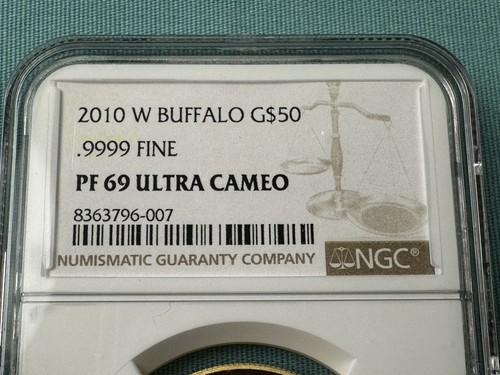 2010 W BUFFALO G$50
.9999 FINE
PF 69 ULTRA CAMEO
8363796-007
NUMISMATIC GUARANTY COMPANY
NGC®